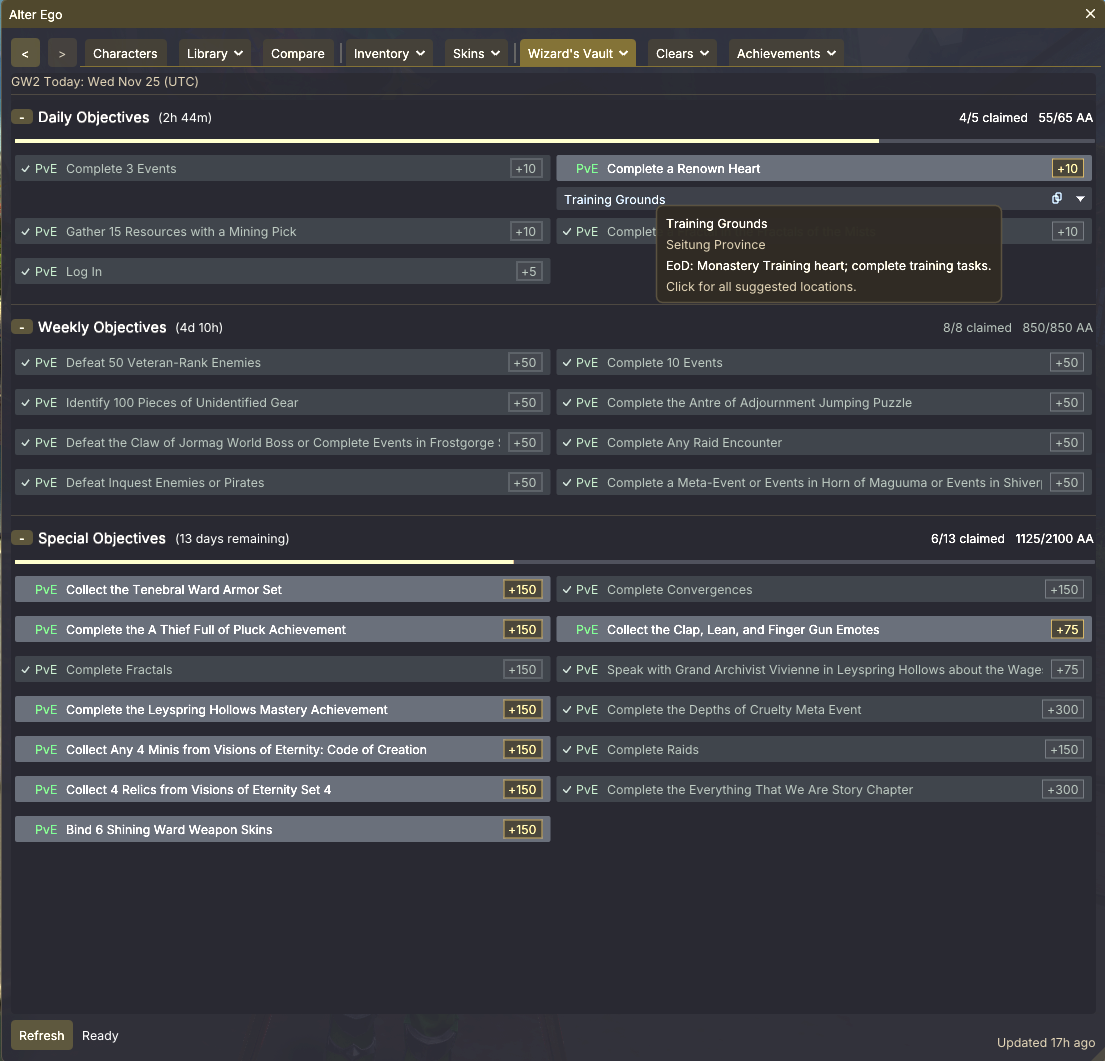 Alter Ego
< > Characters Library Compare Inventory Skins Wizard's Vault Clears Achievements
GW2 Today: Wed Nov 25 (UTC)
- Daily Objectives (2h 44m) 4/5 claimed 55/65 AA
PvE Complete 3 Events +10
PvE Complete a Renown Heart +10
Training Grounds
PvE Gather 15 Resources with a Mining Pick +10
PvE Complet +10
Training Grounds
Seitung Province
EoD: Monastery Training heart; complete training tasks.
Click for all suggested locations.
PvE Log In +5
- Weekly Objectives (4d 10h) 8/8 claimed 850/850 AA
PvE Defeat 50 Veteran-Rank Enemies +50
PvE Complete 10 Events +50
PvE Identify 100 Pieces of Unidentified Gear +50
PvE Complete the Antre of Adjournment Jumping Puzzle +50
PvE Defeat the Claw of Jormag World Boss or Complete Events in Frostgorge +50
PvE Complete Any Raid Encounter +50
PvE Defeat Inquest Enemies or Pirates +50
PvE Complete a Meta-Event or Events in Horn of Maguuma or Events in Shiver +50
- Special Objectives (13 days remaining) 6/13 claimed 1125/2100 AA
PvE Collect the Tenebral Ward Armor Set +150
PvE Complete Convergences +150
PvE Complete the A Thief Full of Pluck Achievement +150
PvE Collect the Clap, Lean, and Finger Gun Emotes +75
PvE Complete Fractals +150
PvE Speak with Grand Archivist Vivienne in Leyspring Hollows about the Wage +75
PvE Complete the Leyspring Hollows Mastery Achievement +150
PvE Complete the Depths of Cruelty Meta Event +300
PvE Collect Any 4 Minis from Visions of Eternity: Code of Creation +150
PvE Complete Raids +150
PvE Collect 4 Relics from Visions of Eternity Set 4 +150
PvE Complete the Everything That We Are Story Chapter +300
PvE Bind 6 Shining Ward Weapon Skins +150
Refresh Ready
Updated 17h ago